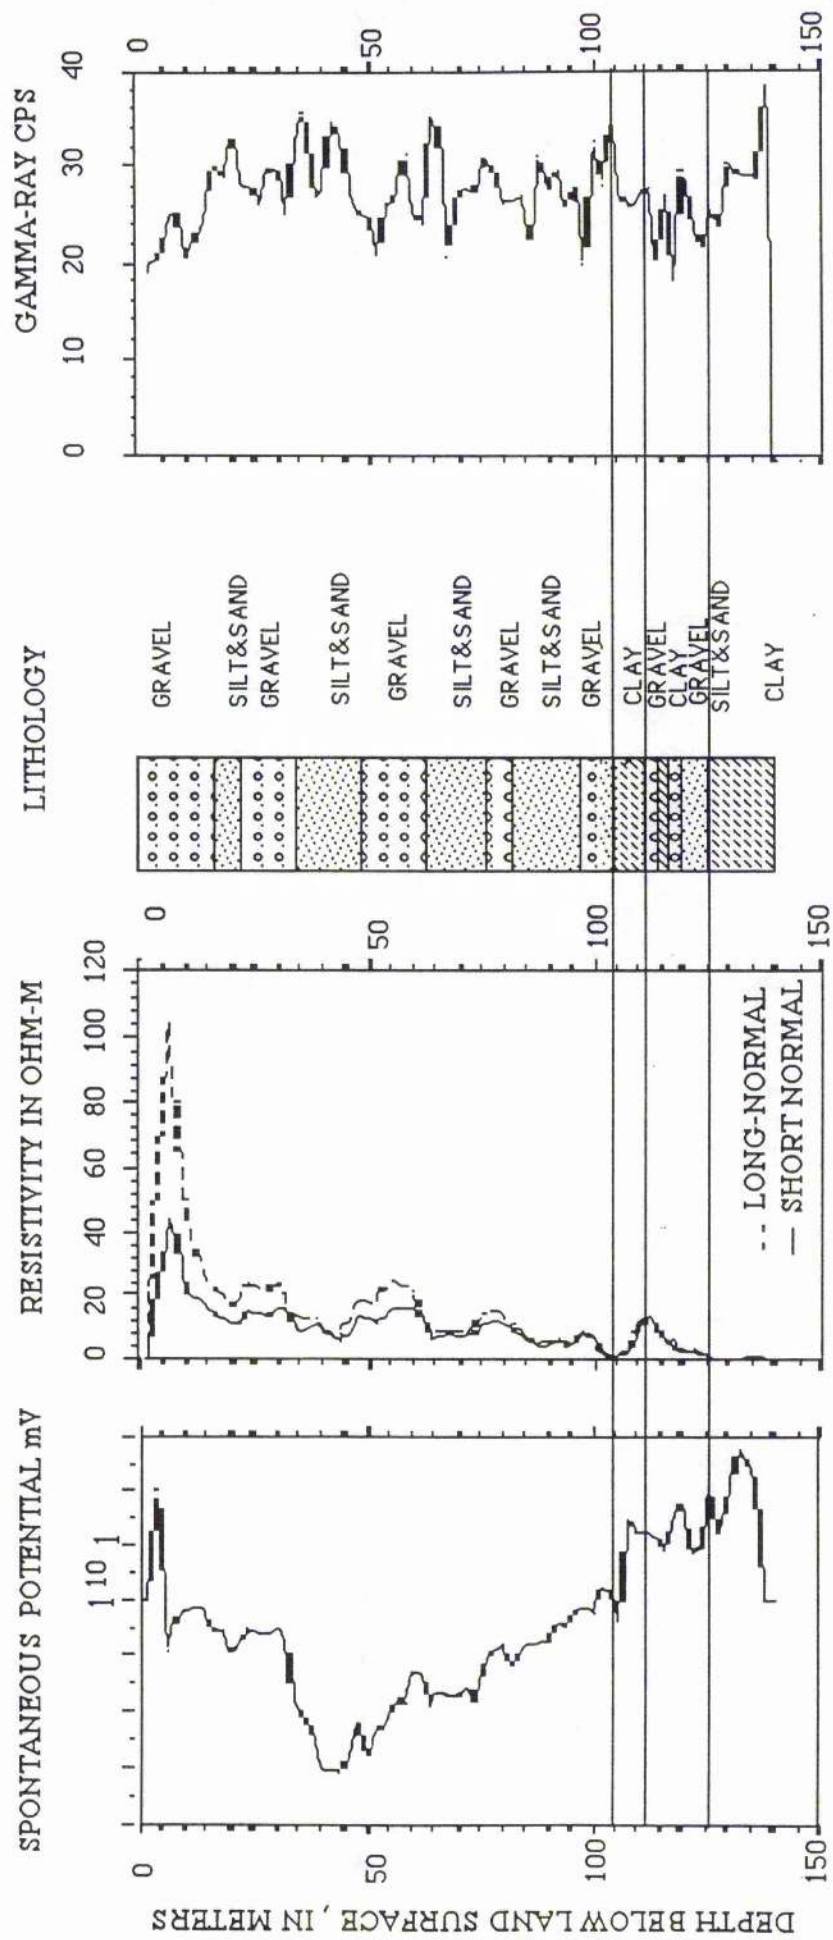 SPONTANEOUS POTENTIAL mV
1 10 1
RESISTIVITY IN OHM-M
0 20 40 60 80 100 120
LITHOLOGY
GAMMA-RAY CPS
0 10 20 30 40
DEPTH BELOW LAND SURFACE, IN METERS
0
50
100
150
0
50
100
150
--- LONG-NORMAL
— SHORT NORMAL
GRAVEL
SILT&SAND
GRAVEL
SILT&SAND
GRAVEL
SILT&SAND
GRAVEL
SILT&SAND
GRAVEL
CLAY
GRAVEL
CLAY
GRAVEL
SILT&SAND
CLAY
0
50
100
150